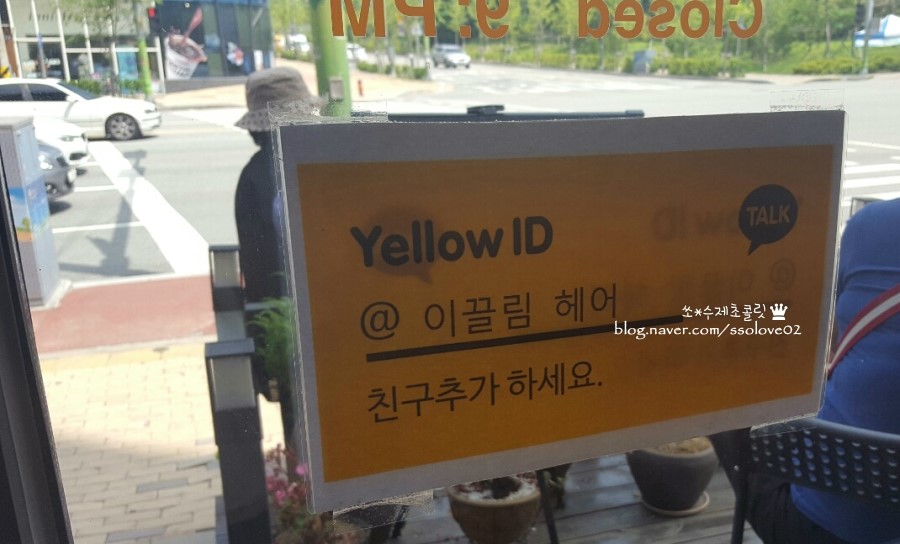 Closed 9: PM
Yellow ID
TALK
@ 이끌림 헤어
친구추가 하세요.
쏘*수제초콜릿
blog.naver.com/ssolove02